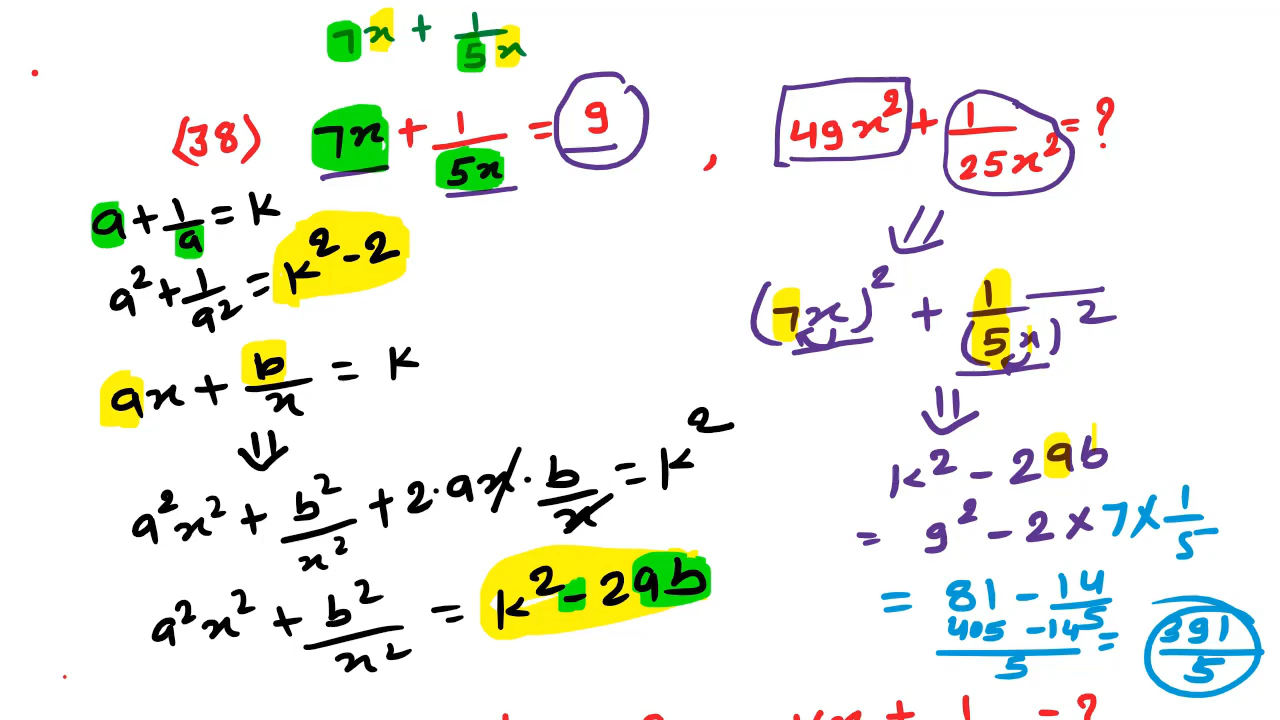 7x + 1/5 x
(38) 7x + 1/5x = 9 , 49x² + 1/25x² = ?
a + 1/a = k
a² + 1/a² = k² - 2
ax + b/x = k
⇓
a²x² + b²/x² + 2·ax·b/x = k²
a²x² + b²/x² = k² - 2ab
⇓
(7x)² + 1/(5x)²
⇓
k² - 2ab
= 9² - 2 × 7 × 1/5
= 81 - 14/5
405 - 14/5 = 391/5
x + 1 = ?